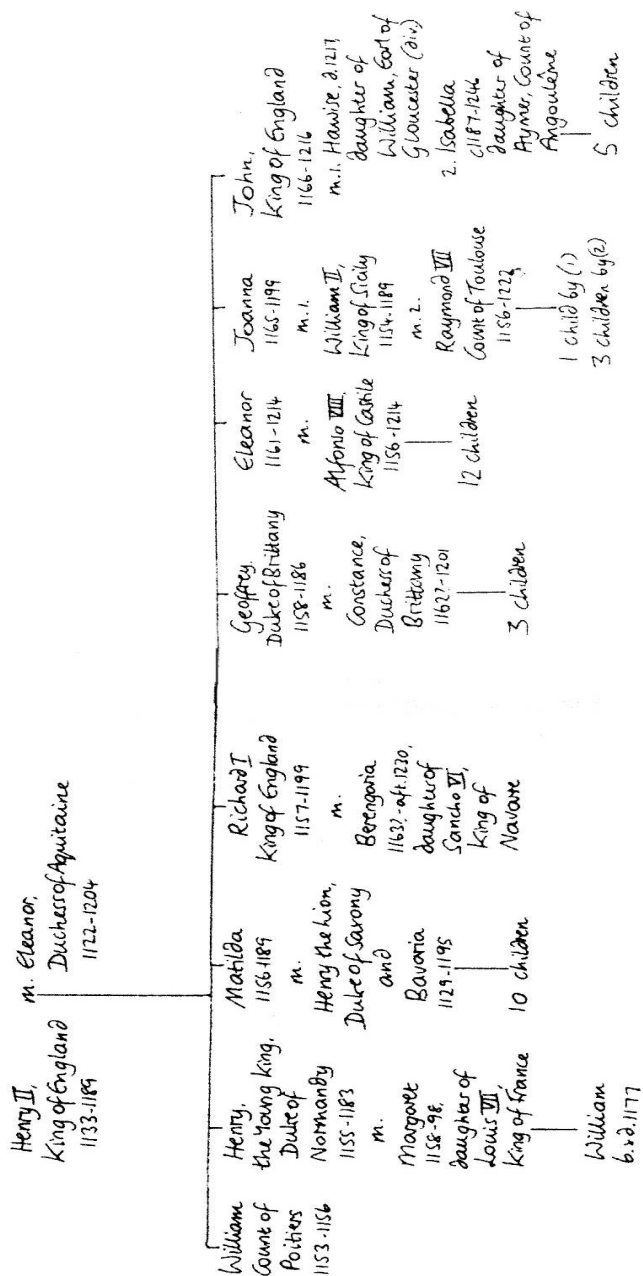 Henry II,
King of England
1133-1189
m. Eleanor,
Duchess of Aquitaine
1122-1204
William
Count of
Poitiers
1153-1156
Henry,
the Young King,
Duke of
Normandy
1155-1183
m.
Margaret
1158-98,
daughter of
Louis VII,
King of France
William
b.&d.1177
Matilda
1156-1189
m.
Henry the Lion,
Duke of Saxony
and
Bavaria
1129-1195
10 children
Richard I
King of England
1157-1199
m.
Berengaria
1163?-aft.1230,
daughter of
Sancho VI,
King of
Navarre
Geoffrey,
Duke of Brittany
1158-1186
m.
Constance,
Duchess of
Brittany
1162?-1201
3 children
Eleanor
1161-1214
m.
Alfonso VIII,
King of Castile
1156-1214
12 children
Joanna
1165-1199
m.1.
William II,
King of Sicily
1154-1189
m.2.
Raymond VII
Count of Toulouse
1156-1222
1 child by (1)
3 children by (2)
John,
King of England
1166-1216
m.1. Hawise, d.1217,
daughter of
William, Earl of
Gloucester (div.)
2. Isabella
c1187-1246
daughter of
Aymer, Count of
Angoulême
5 children